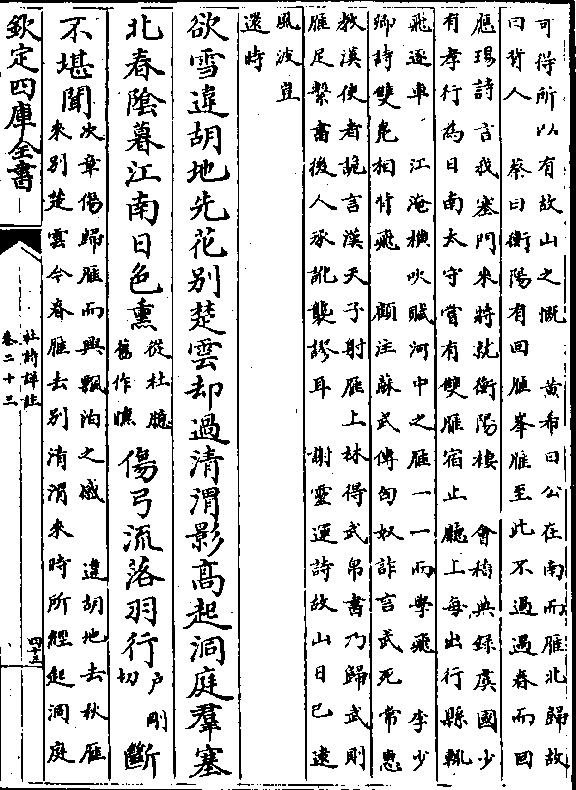 可得所以有故山之慨　黃希曰公在南而雁北歸故
曰背人　蔡曰衡陽有回雁峯雁至此不過過春而回
應瑒詩言我塞門來將就衡陽棲　會稽典録虞國少
有孝行為日南太守嘗有雙雁宿止廳上每出行縣輒
飛逐車　江淹横吹賦河中之雁一一而學飛　李少
卿詩雙鳧相背飛　顧注蘇武傳匈奴詐言武死常惠
教漢使者詭言漢天子射雁上林得武帛書乃歸武則
雁足繫書後人承訛襲謬耳　謝靈運詩故山日已遠
風波豈
還時
欲雪違胡地先花別楚雲却過清渭影高起洞庭羣塞
北春陰暮江南日色熏從杜臆舊作曛傷弓流落羽行户剛切斷
不堪聞次章傷歸雁而興飄泊之感　違胡地去秋雁
來別楚雲今春雁去別清渭來時所經起洞庭
欽定四庫全書
杜詩詳註
卷二十三
四十三